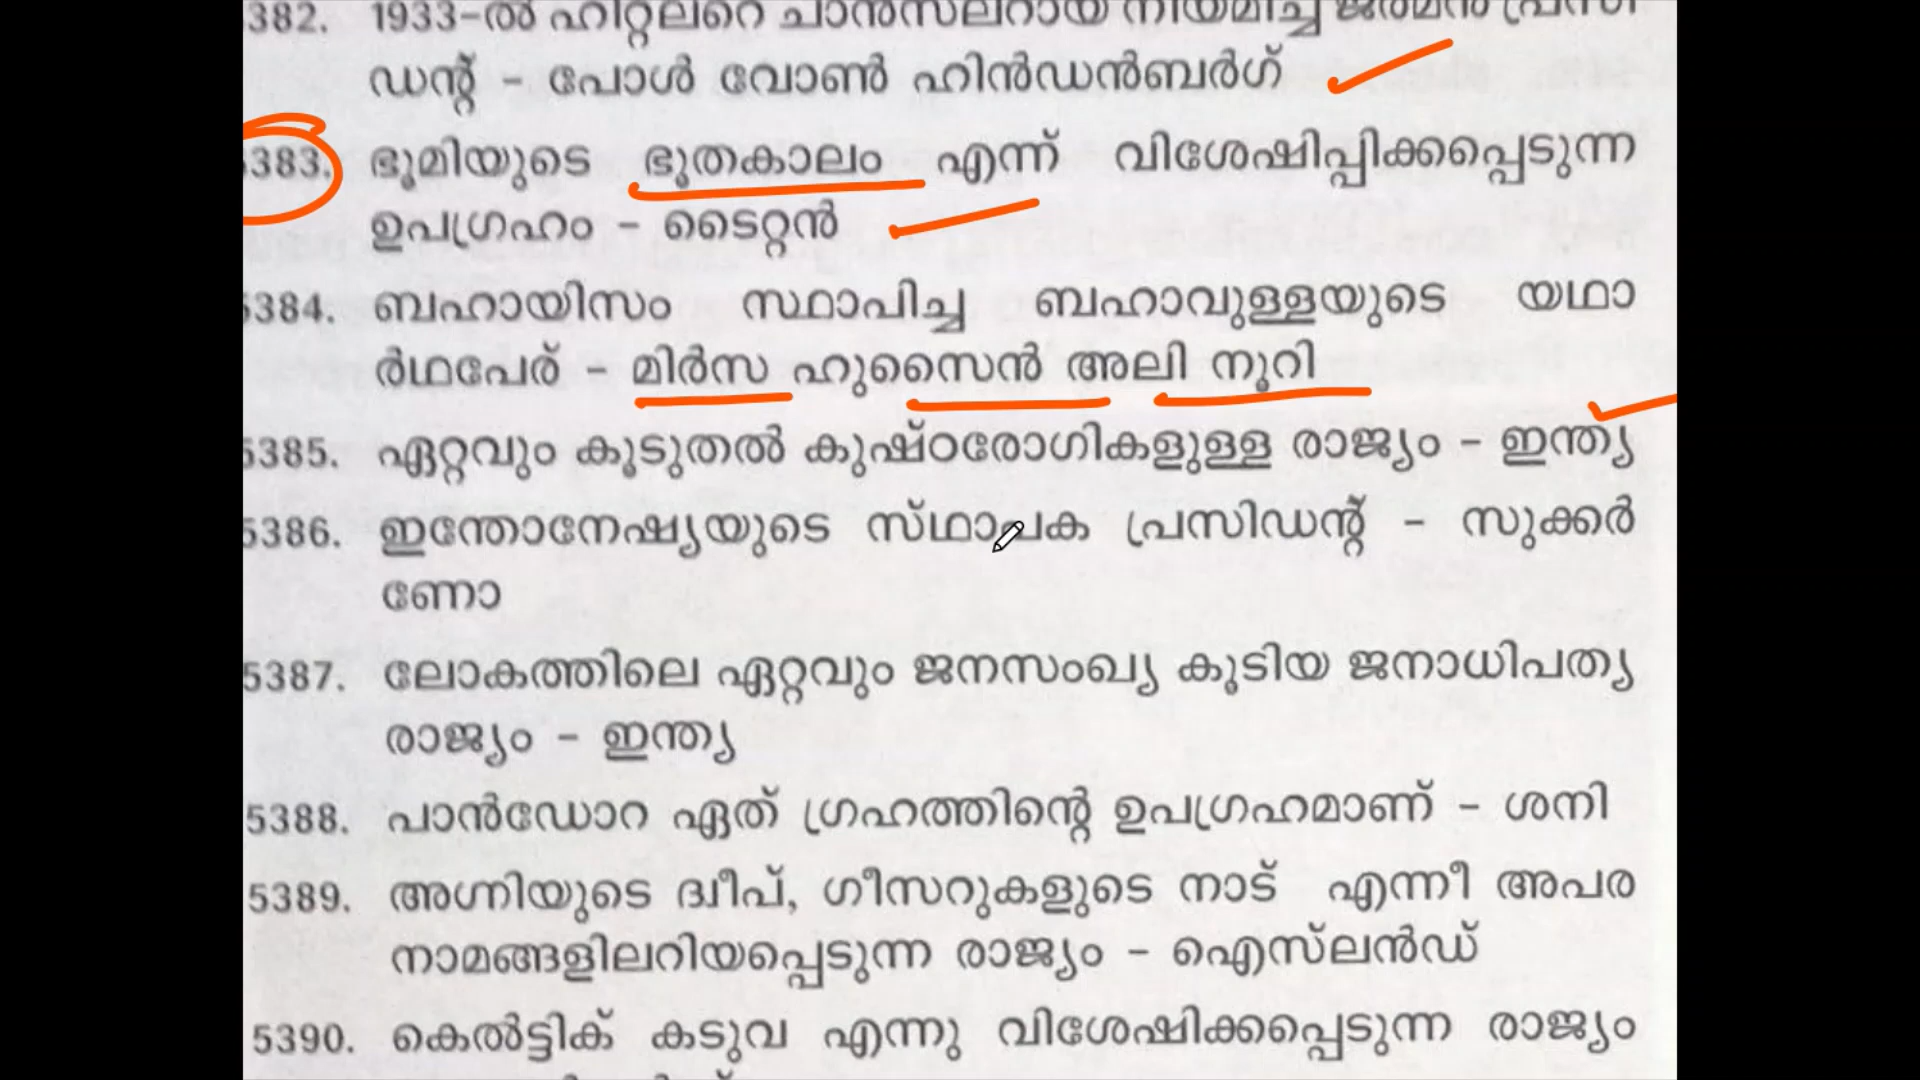 382. 1933-ൽ ഹിറ്റ്ലറെ ചാൻസലറായി നിയമിച്ച ജർമൻ പ്രസി
ഡന്റ് - പോൾ വോൺ ഹിൻഡൻബർഗ്
5383. ഭൂമിയുടെ ഭൂതകാലം എന്ന് വിശേഷിപ്പിക്കപ്പെടുന്ന
ഉപഗ്രഹം - ടൈറ്റൻ
5384. ബഹായിസം സ്ഥാപിച്ച ബഹാവുള്ളയുടെ യഥാ
ർഥപേര് - മിർസ ഹുസൈൻ അലി നൂറി
5385. ഏറ്റവും കൂടുതൽ കുഷ്ഠരോഗികളുള്ള രാജ്യം - ഇന്ത്യ
5386. ഇന്തോനേഷ്യയുടെ സ്ഥാപക പ്രസിഡന്റ് - സുക്കർ
ണോ
5387. ലോകത്തിലെ ഏറ്റവും ജനസംഖ്യ കൂടിയ ജനാധിപത്യ
രാജ്യം - ഇന്ത്യ
5388. പാൻഡോറ ഏത് ഗ്രഹത്തിന്റെ ഉപഗ്രഹമാണ് - ശനി
5389. അഗ്നിയുടെ ദ്വീപ്, ഗീസറുകളുടെ നാട് എന്നീ അപര
നാമങ്ങളിലറിയപ്പെടുന്ന രാജ്യം - ഐസ്‌ലൻഡ്
5390. കെൽട്ടിക് കടുവ എന്നു വിശേഷിക്കപ്പെടുന്ന രാജ്യം